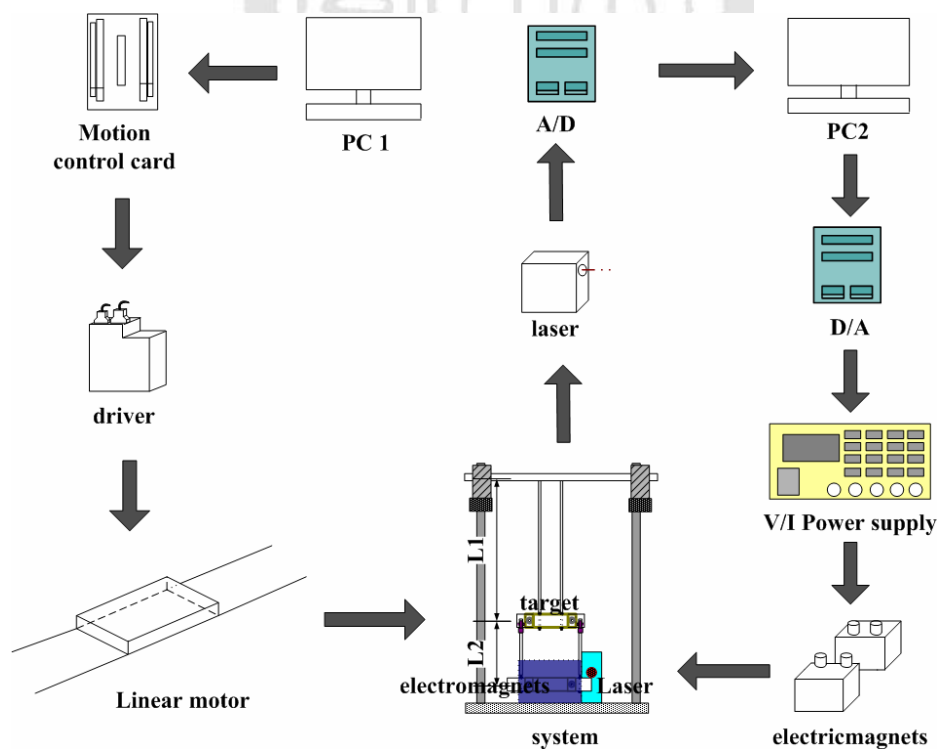 PC 1
Motion
control card
driver
Linear motor
A/D
laser
PC2
D/A
V/I Power supply
electricmagnets
L1
L2
target
electromagnets
Laser
system